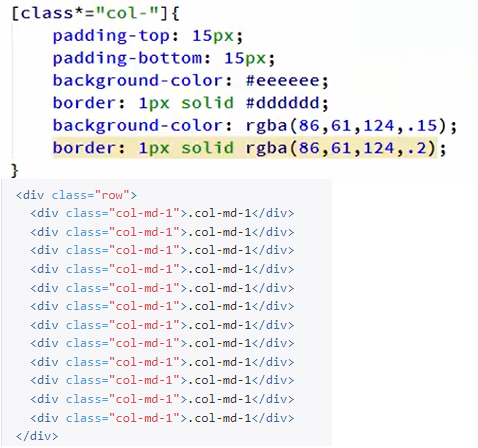 [class*="col-"]{
padding-top: 15px;
padding-bottom: 15px;
background-color: #eeeeee;
border: 1px solid #dddddd;
background-color: rgba(86,61,124,.15);
border: 1px solid rgba(86,61,124,.2);
}
<div class="row">
<div class="col-md-1">.col-md-1</div>
<div class="col-md-1">.col-md-1</div>
<div class="col-md-1">.col-md-1</div>
<div class="col-md-1">.col-md-1</div>
<div class="col-md-1">.col-md-1</div>
<div class="col-md-1">.col-md-1</div>
<div class="col-md-1">.col-md-1</div>
<div class="col-md-1">.col-md-1</div>
<div class="col-md-1">.col-md-1</div>
<div class="col-md-1">.col-md-1</div>
<div class="col-md-1">.col-md-1</div>
<div class="col-md-1">.col-md-1</div>
</div>